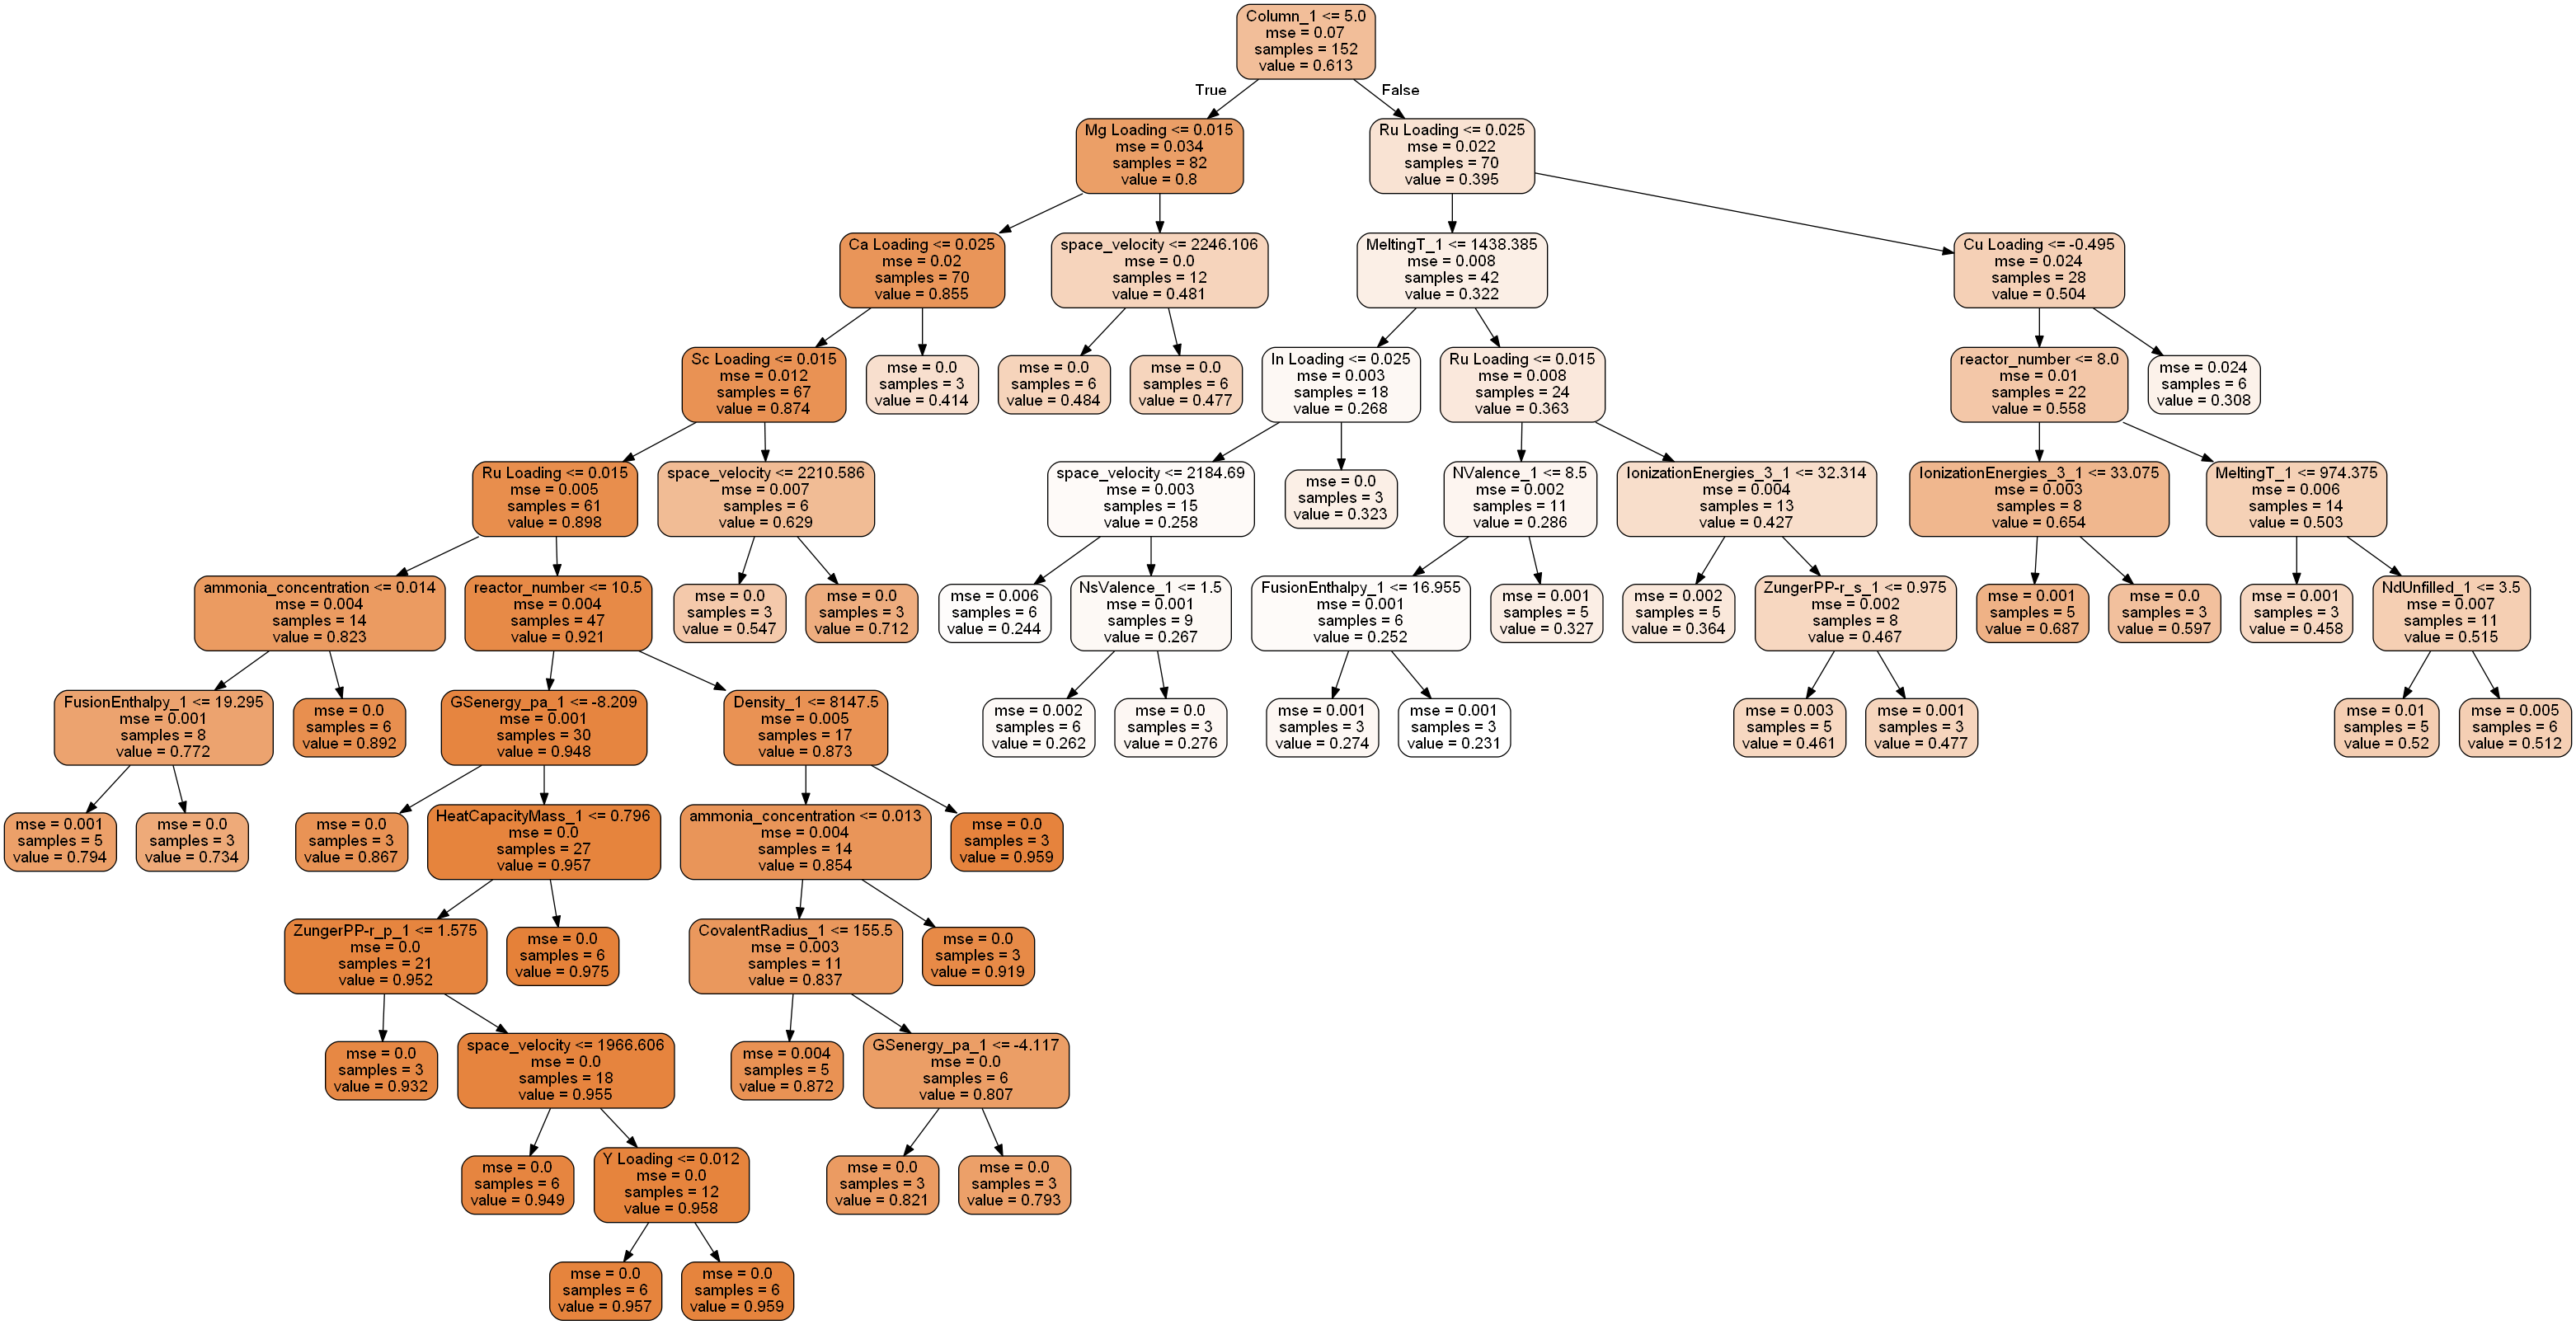 Column_1 <= 5.0
mse = 0.07
samples = 152
value = 0.613
True
False
Mg Loading <= 0.015
mse = 0.034
samples = 82
value = 0.8
Ru Loading <= 0.025
mse = 0.022
samples = 70
value = 0.395
Ca Loading <= 0.025
mse = 0.02
samples = 70
value = 0.855
space_velocity <= 2246.106
mse = 0.0
samples = 12
value = 0.481
MeltingT_1 <= 1438.385
mse = 0.008
samples = 42
value = 0.322
Cu Loading <= -0.495
mse = 0.024
samples = 28
value = 0.504
Sc Loading <= 0.015
mse = 0.012
samples = 67
value = 0.874
mse = 0.0
samples = 3
value = 0.414
mse = 0.0
samples = 6
value = 0.484
mse = 0.0
samples = 6
value = 0.477
In Loading <= 0.025
mse = 0.003
samples = 18
value = 0.268
Ru Loading <= 0.015
mse = 0.008
samples = 24
value = 0.363
reactor_number <= 8.0
mse = 0.01
samples = 22
value = 0.558
mse = 0.024
samples = 6
value = 0.308
Ru Loading <= 0.015
mse = 0.005
samples = 61
value = 0.898
space_velocity <= 2210.586
mse = 0.007
samples = 6
value = 0.629
space_velocity <= 2184.69
mse = 0.003
samples = 15
value = 0.258
mse = 0.0
samples = 3
value = 0.323
NValence_1 <= 8.5
mse = 0.002
samples = 11
value = 0.286
IonizationEnergies_3_1 <= 32.314
mse = 0.004
samples = 13
value = 0.427
IonizationEnergies_3_1 <= 33.075
mse = 0.003
samples = 8
value = 0.654
MeltingT_1 <= 974.375
mse = 0.006
samples = 14
value = 0.503
ammonia_concentration <= 0.014
mse = 0.004
samples = 14
value = 0.823
reactor_number <= 10.5
mse = 0.004
samples = 47
value = 0.921
mse = 0.0
samples = 3
value = 0.547
mse = 0.0
samples = 3
value = 0.712
mse = 0.006
samples = 6
value = 0.244
NsValence_1 <= 1.5
mse = 0.001
samples = 9
value = 0.267
FusionEnthalpy_1 <= 16.955
mse = 0.001
samples = 6
value = 0.252
mse = 0.001
samples = 5
value = 0.327
mse = 0.002
samples = 5
value = 0.364
ZungerPP-r_s_1 <= 0.975
mse = 0.002
samples = 8
value = 0.467
mse = 0.001
samples = 5
value = 0.687
mse = 0.0
samples = 3
value = 0.597
mse = 0.001
samples = 3
value = 0.458
NdUnfilled_1 <= 3.5
mse = 0.007
samples = 11
value = 0.515
FusionEnthalpy_1 <= 19.295
mse = 0.001
samples = 8
value = 0.772
mse = 0.0
samples = 6
value = 0.892
GSenergy_pa_1 <= -8.209
mse = 0.001
samples = 30
value = 0.948
Density_1 <= 8147.5
mse = 0.005
samples = 17
value = 0.873
mse = 0.002
samples = 6
value = 0.262
mse = 0.0
samples = 3
value = 0.276
mse = 0.001
samples = 3
value = 0.274
mse = 0.001
samples = 3
value = 0.231
mse = 0.003
samples = 5
value = 0.461
mse = 0.001
samples = 3
value = 0.477
mse = 0.01
samples = 5
value = 0.52
mse = 0.005
samples = 6
value = 0.512
mse = 0.001
samples = 5
value = 0.794
mse = 0.0
samples = 3
value = 0.734
mse = 0.0
samples = 3
value = 0.867
HeatCapacityMass_1 <= 0.796
mse = 0.0
samples = 27
value = 0.957
ammonia_concentration <= 0.013
mse = 0.004
samples = 14
value = 0.854
mse = 0.0
samples = 3
value = 0.959
ZungerPP-r_p_1 <= 1.575
mse = 0.0
samples = 21
value = 0.952
mse = 0.0
samples = 6
value = 0.975
CovalentRadius_1 <= 155.5
mse = 0.003
samples = 11
value = 0.837
mse = 0.0
samples = 3
value = 0.919
mse = 0.0
samples = 3
value = 0.932
space_velocity <= 1966.606
mse = 0.0
samples = 18
value = 0.955
mse = 0.004
samples = 5
value = 0.872
GSenergy_pa_1 <= -4.117
mse = 0.0
samples = 6
value = 0.807
mse = 0.0
samples = 6
value = 0.949
Y Loading <= 0.012
mse = 0.0
samples = 12
value = 0.958
mse = 0.0
samples = 3
value = 0.821
mse = 0.0
samples = 3
value = 0.793
mse = 0.0
samples = 6
value = 0.957
mse = 0.0
samples = 6
value = 0.959